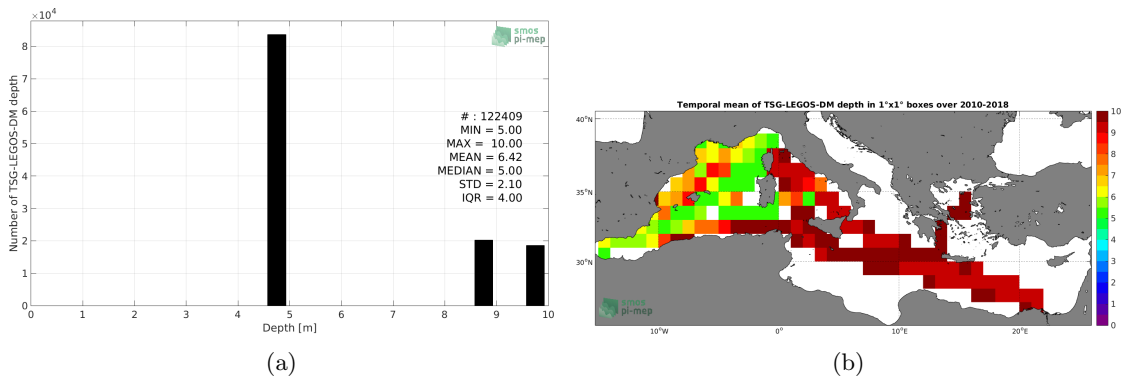 ×10⁴
8
7
6
5
4
3
2
1
0
Number of TSG-LEGOS-DM depth
smos
pi-mep
# : 122409
MIN = 5.00
MAX = 10.00
MEAN = 6.42
MEDIAN = 5.00
STD = 2.10
IQR = 4.00
0 1 2 3 4 5 6 7 8 9 10
Depth [m]
(a)
Temporal mean of TSG-LEGOS-DM depth in 1°x1° boxes over 2010-2018
40°N
35°N
30°N
40°N
35°N
30°N
10°W 0° 10°E 20°E
smos
pi-mep
10
9
8
7
6
5
4
3
2
1
0
(b)